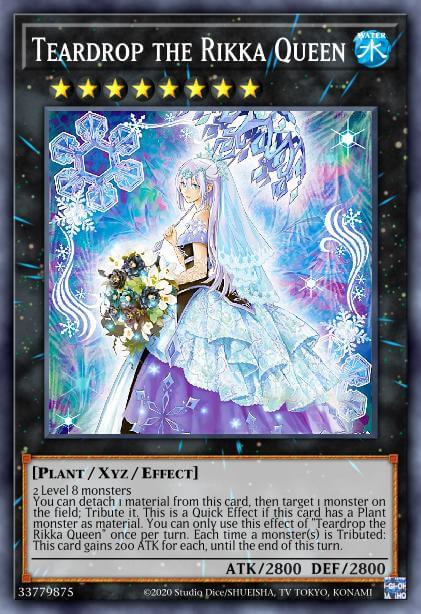 TEARDROP THE RIKKA QUEEN
WATER
水
[PLANT / XYZ / EFFECT]
2 Level 8 monsters
You can detach 1 material from this card, then target 1 monster on
the field; Tribute it. This is a Quick Effect if this card has a Plant
monster as material. You can only use this effect of "Teardrop the
Rikka Queen" once per turn. Each time a monster(s) is Tributed:
This card gains 200 ATK for each, until the end of this turn.
ATK/2800 DEF/2800
33779875 ©2020 Studio Dice/SHUEISHA, TV TOKYO, KONAMI